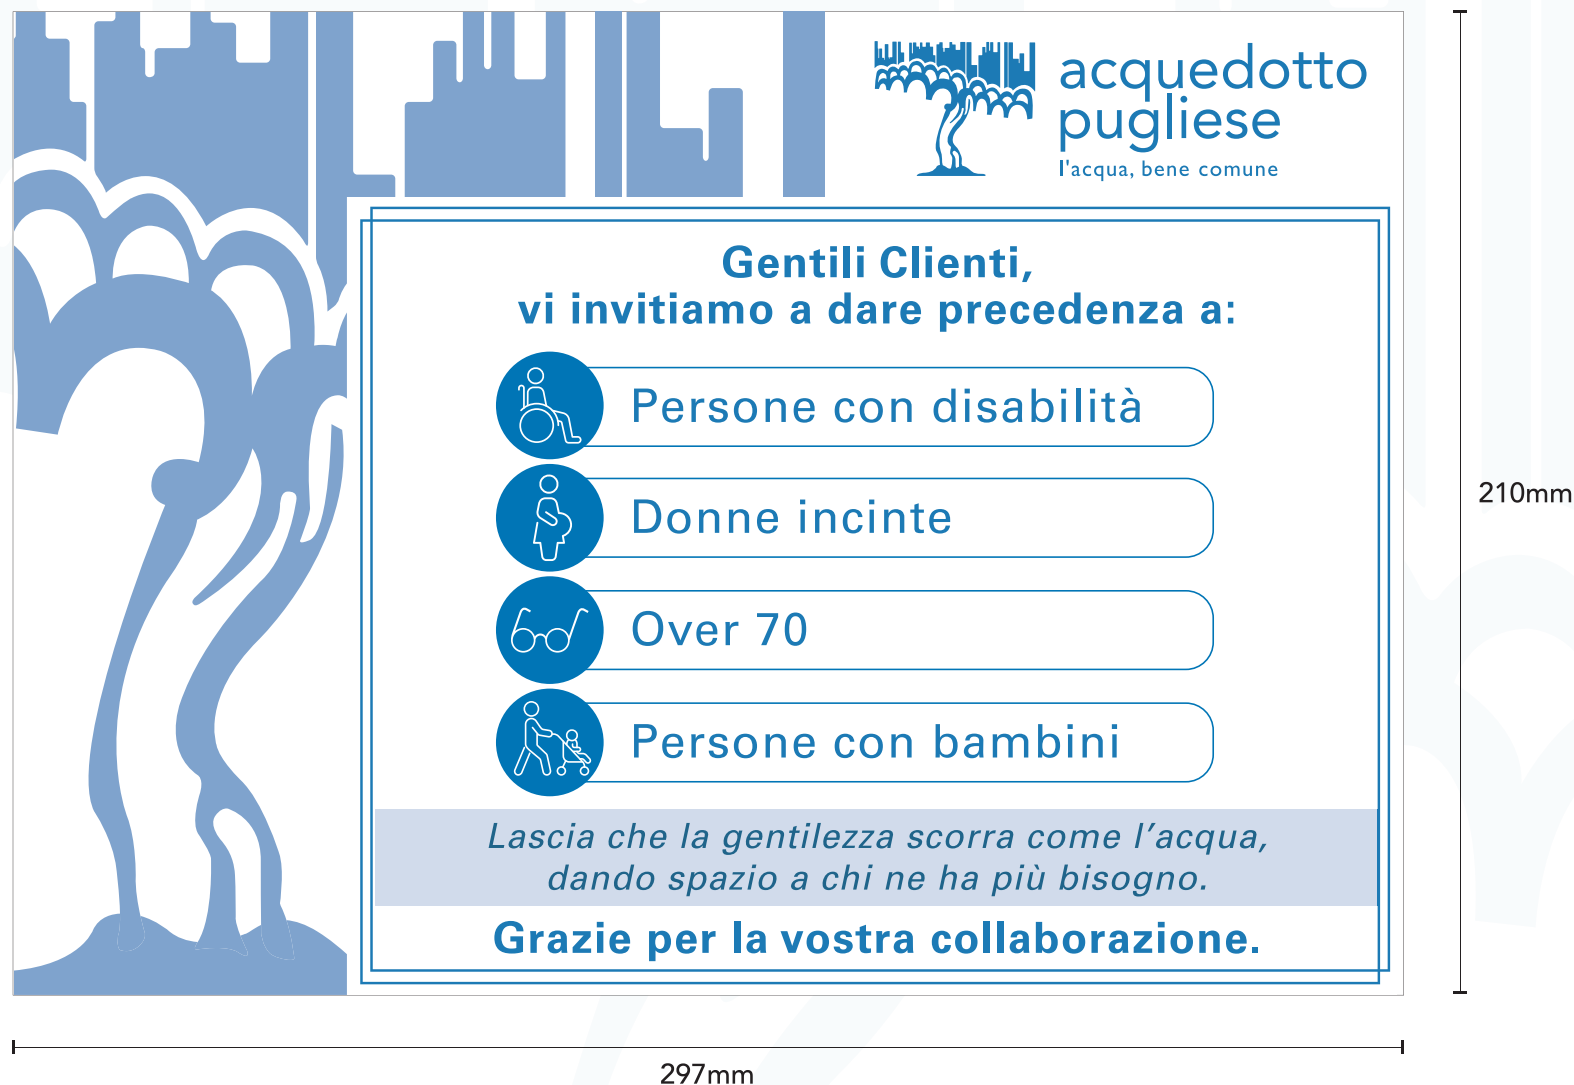 acquedotto
pugliese
l'acqua, bene comune
Gentili Clienti,
vi invitiamo a dare precedenza a:
Persone con disabilità
Donne incinte
Over 70
Persone con bambini
Lascia che la gentilezza scorra come l’acqua,
dando spazio a chi ne ha più bisogno.
Grazie per la vostra collaborazione.
210mm
297mm